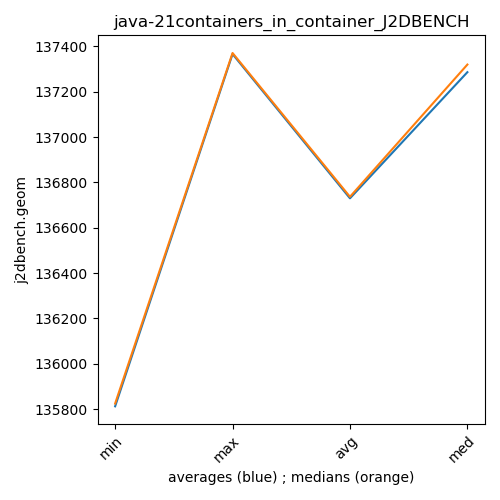 java-21containers_in_container_J2DBENCH
137400
137200
137000
136800
136600
136400
136200
136000
135800
j2dbench.geom
min
max
avg
med
averages (blue) ; medians (orange)